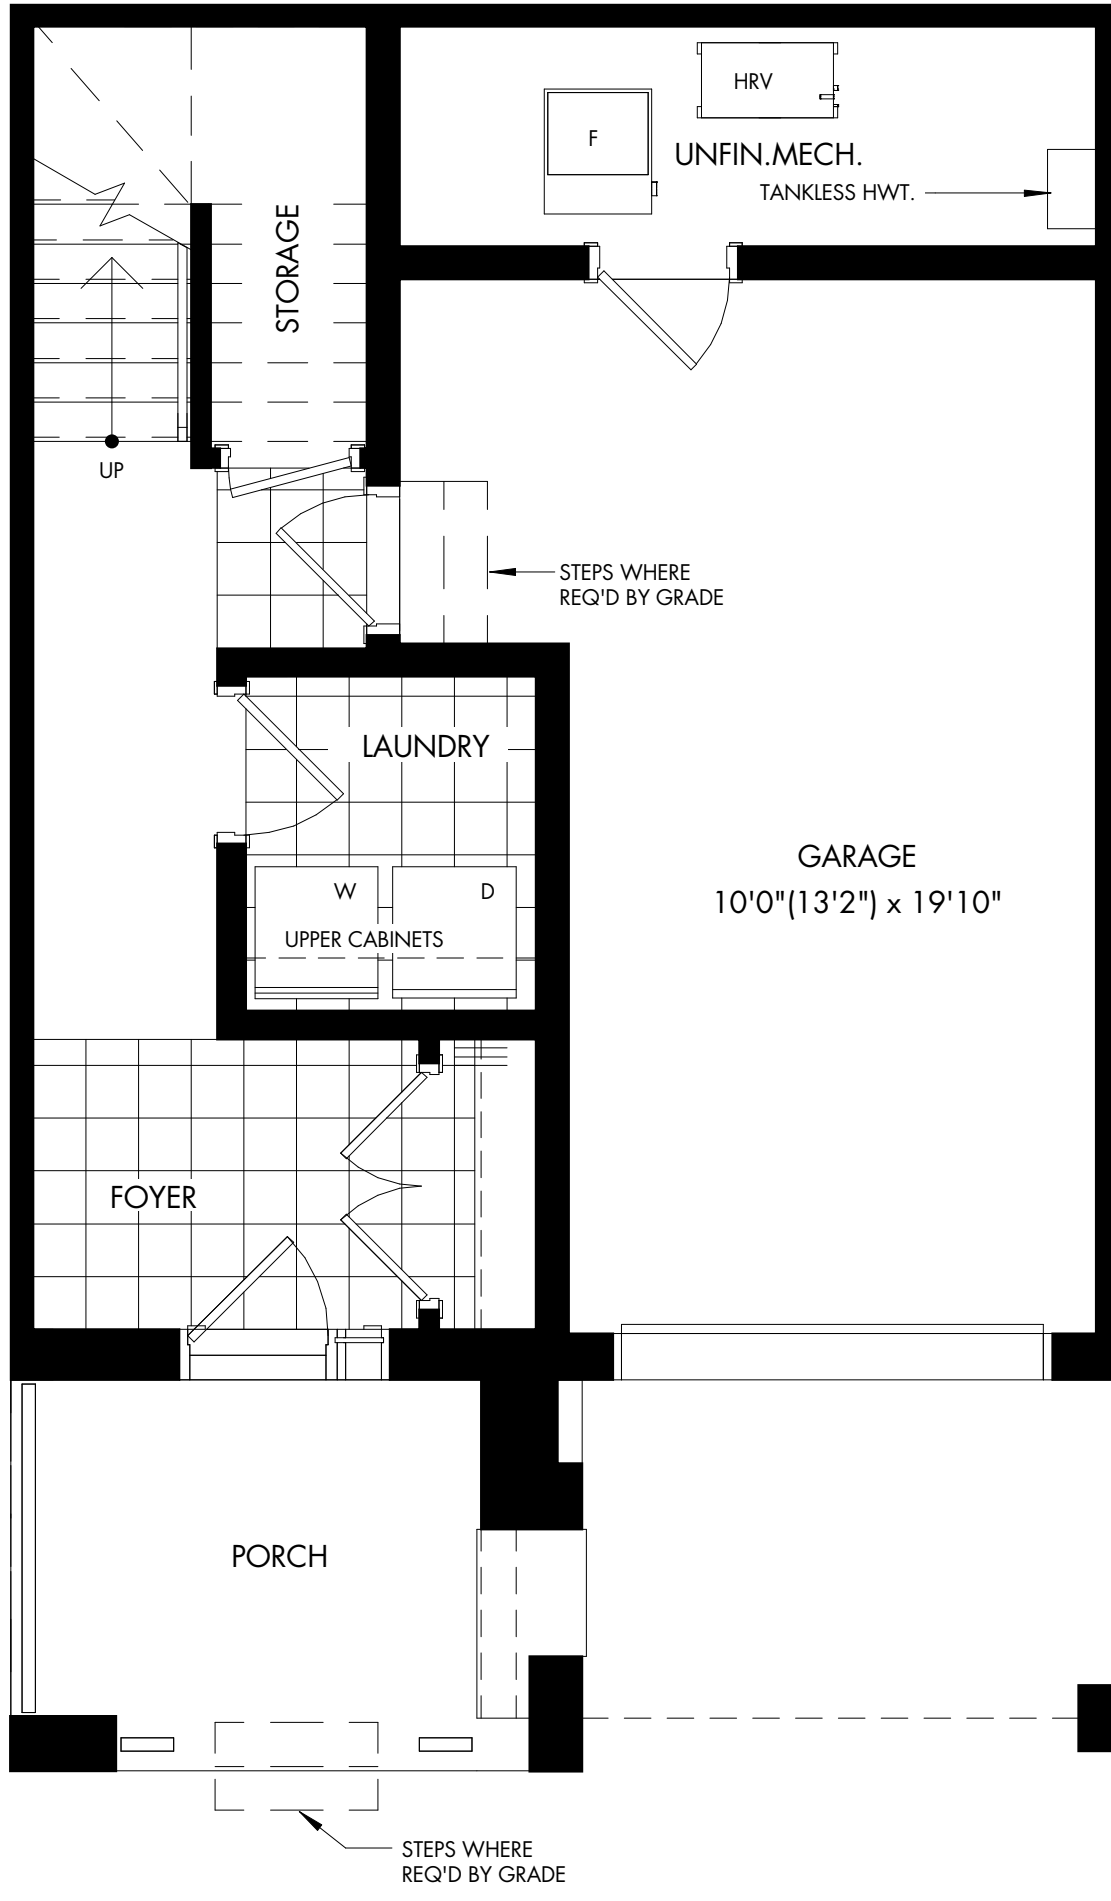 HRV
F
UNFIN.MECH.
TANKLESS HWT.
STORAGE
UP
STEPS WHERE
REQ'D BY GRADE
LAUNDRY
GARAGE
10'0"(13'2") x 19'10"
W
D
UPPER CABINETS
FOYER
PORCH
STEPS WHERE
REQ'D BY GRADE